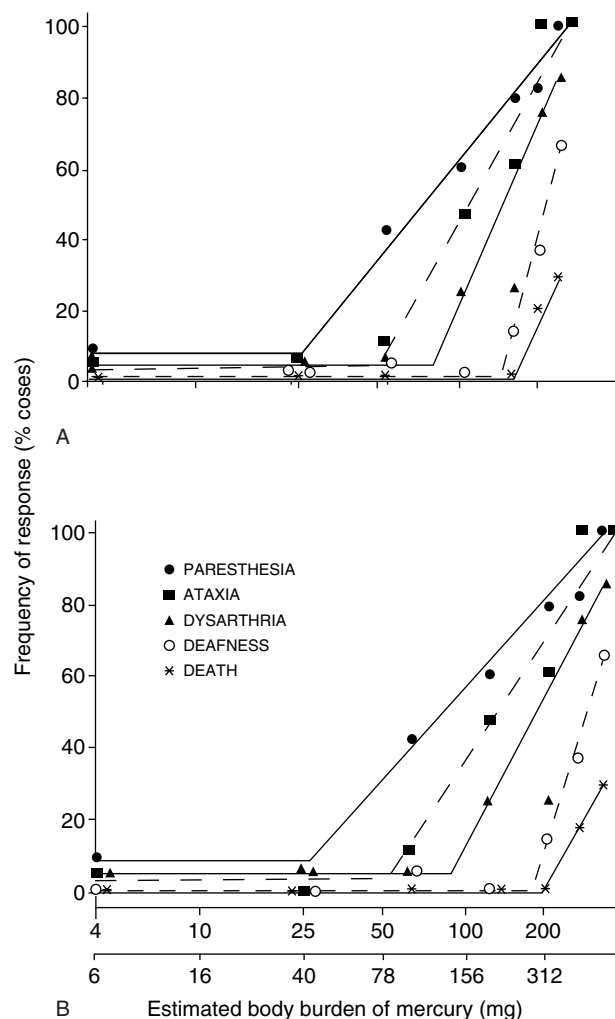 100
80
60
40
20
0
A
Frequency of response (% coses)
100
80
60
40
20
0
PARESTHESIA
ATAXIA
DYSARTHRIA
DEAFNESS
DEATH
4 10 25 50 100 200
6 16 40 78 156 312
B Estimated body burden of mercury (mg)